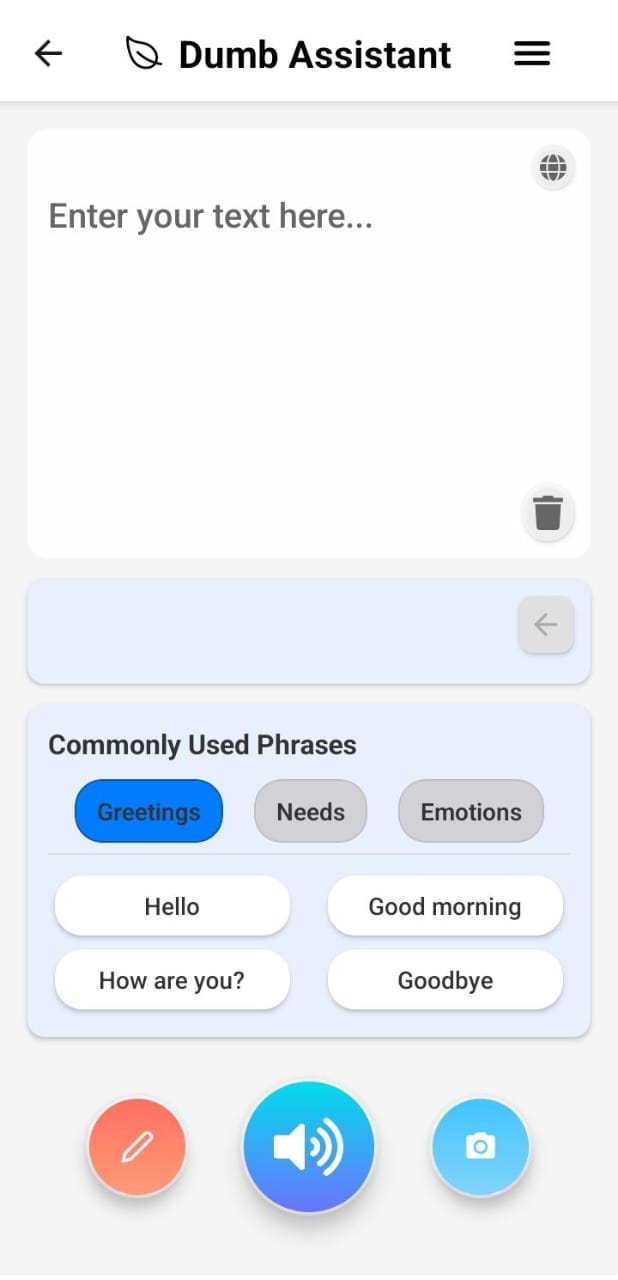 Dumb Assistant
Enter your text here...
Commonly Used Phrases
Greetings Needs Emotions
Hello Good morning
How are you? Goodbye